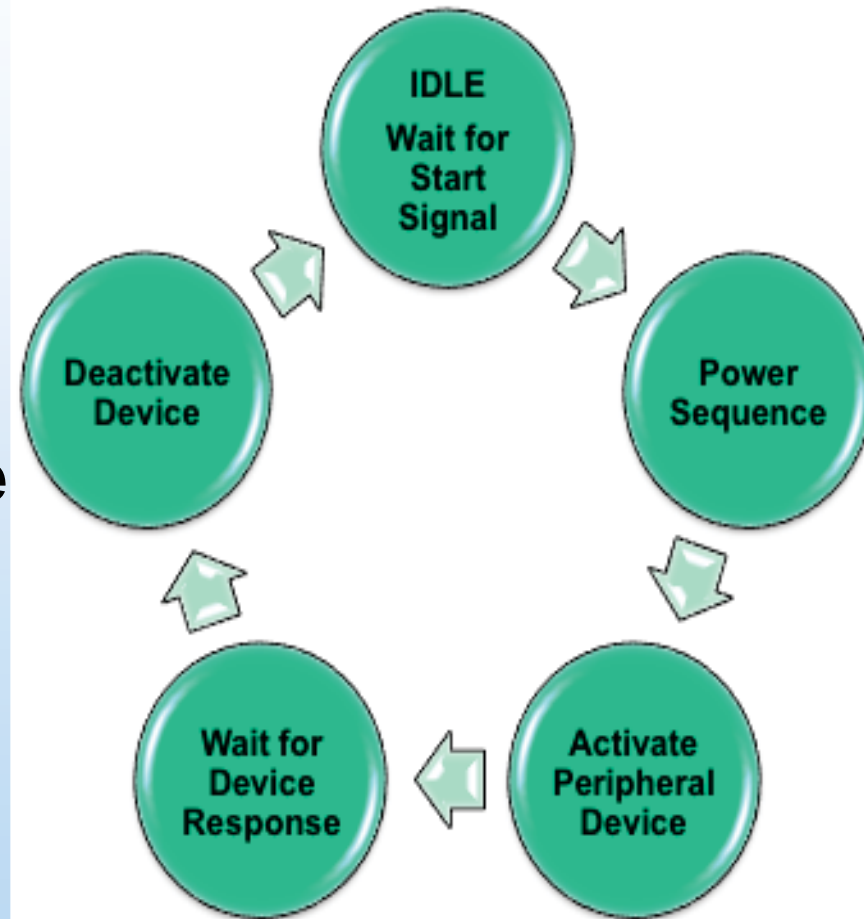 IDLE
Wait for
Start
Signal
Power
Sequence
Activate
Peripheral
Device
Wait for
Device
Response
Deactivate
Device
e